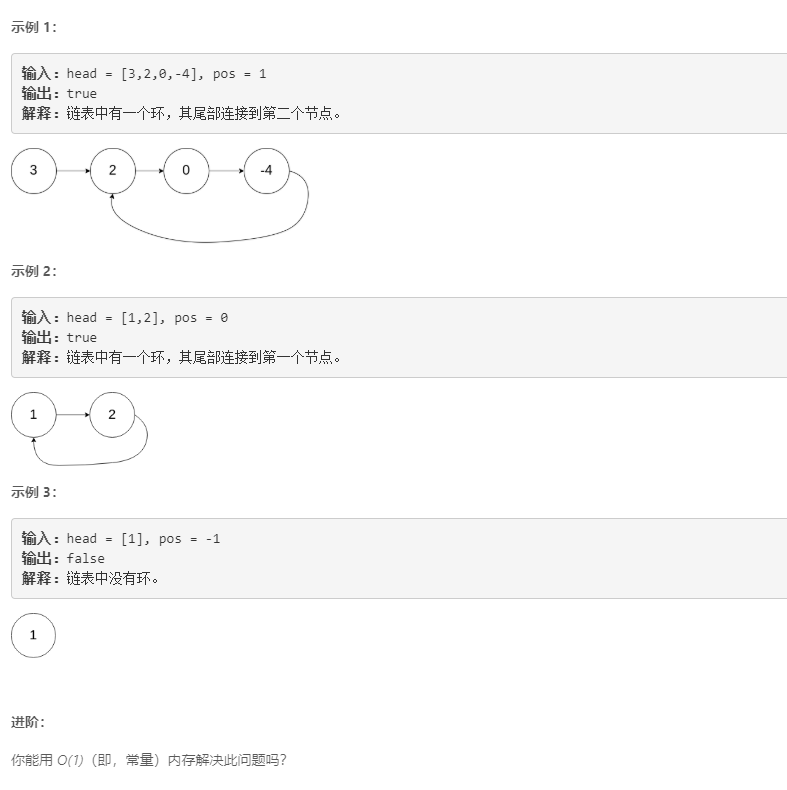 示例 1：
输入：head = [3,2,0,-4], pos = 1
输出：true
解释：链表中有一个环，其尾部连接到第二个节点。
3 2 0 -4
示例 2：
输入：head = [1,2], pos = 0
输出：true
解释：链表中有一个环，其尾部连接到第一个节点。
1 2
示例 3：
输入：head = [1], pos = -1
输出：false
解释：链表中没有环。
1
进阶：
你能用 O(1)（即，常量）内存解决此问题吗？